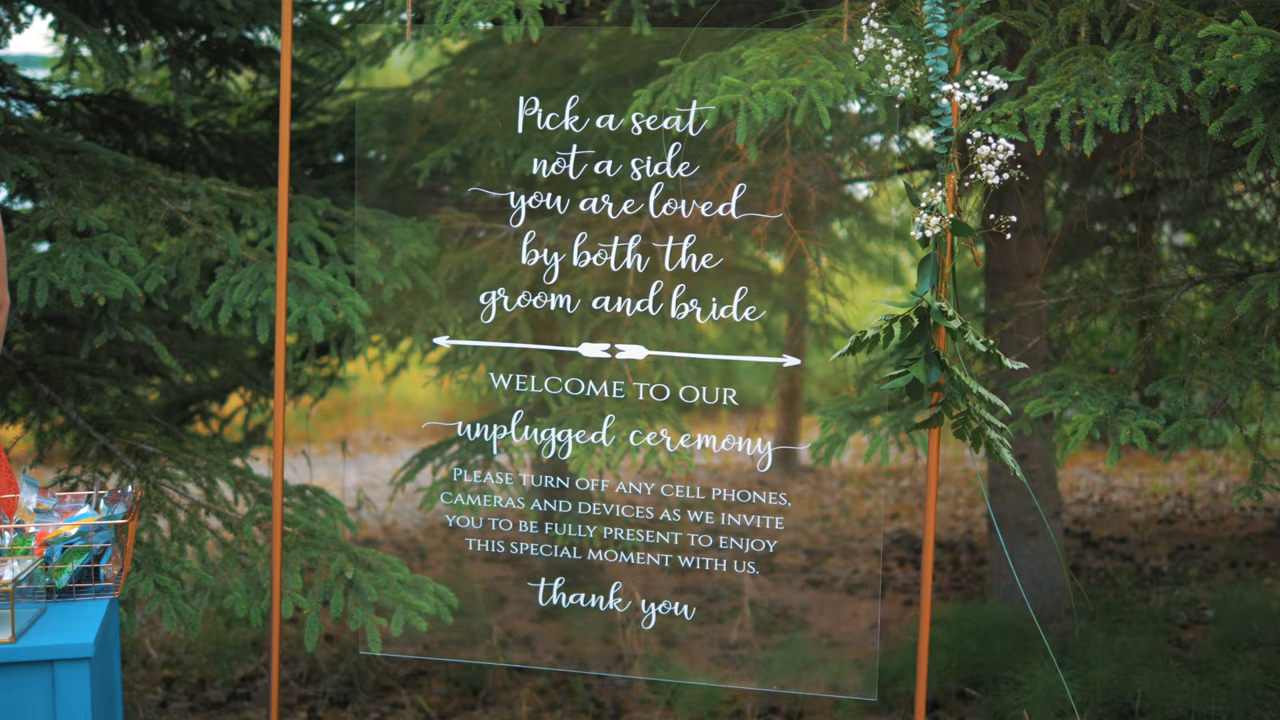 Pick a seat
not a side
you are loved
by both the
groom and bride
WELCOME TO OUR
unplugged ceremony
PLEASE TURN OFF ANY CELL PHONES,
CAMERAS AND DEVICES AS WE INVITE
YOU TO BE FULLY PRESENT TO ENJOY
THIS SPECIAL MOMENT WITH US.
thank you